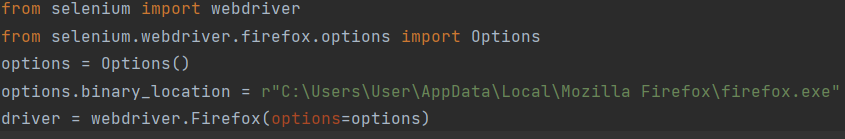 from selenium import webdriver
from selenium.webdriver.firefox.options import Options
options = Options()
options.binary_location = r"C:\Users\User\AppData\Local\Mozilla Firefox\firefox.exe"
driver = webdriver.Firefox(options=options)